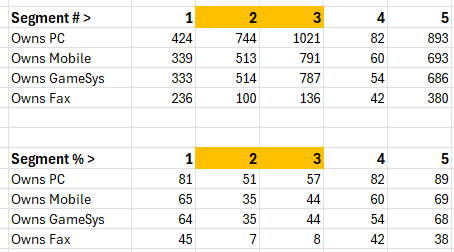 Segment # > 1 2 3 4 5
Owns PC 424 744 1021 82 893
Owns Mobile 339 513 791 60 693
Owns GameSys 333 514 787 54 686
Owns Fax 236 100 136 42 380
Segment % > 1 2 3 4 5
Owns PC 81 51 57 82 89
Owns Mobile 65 35 44 60 69
Owns GameSys 64 35 44 54 68
Owns Fax 45 7 8 42 38